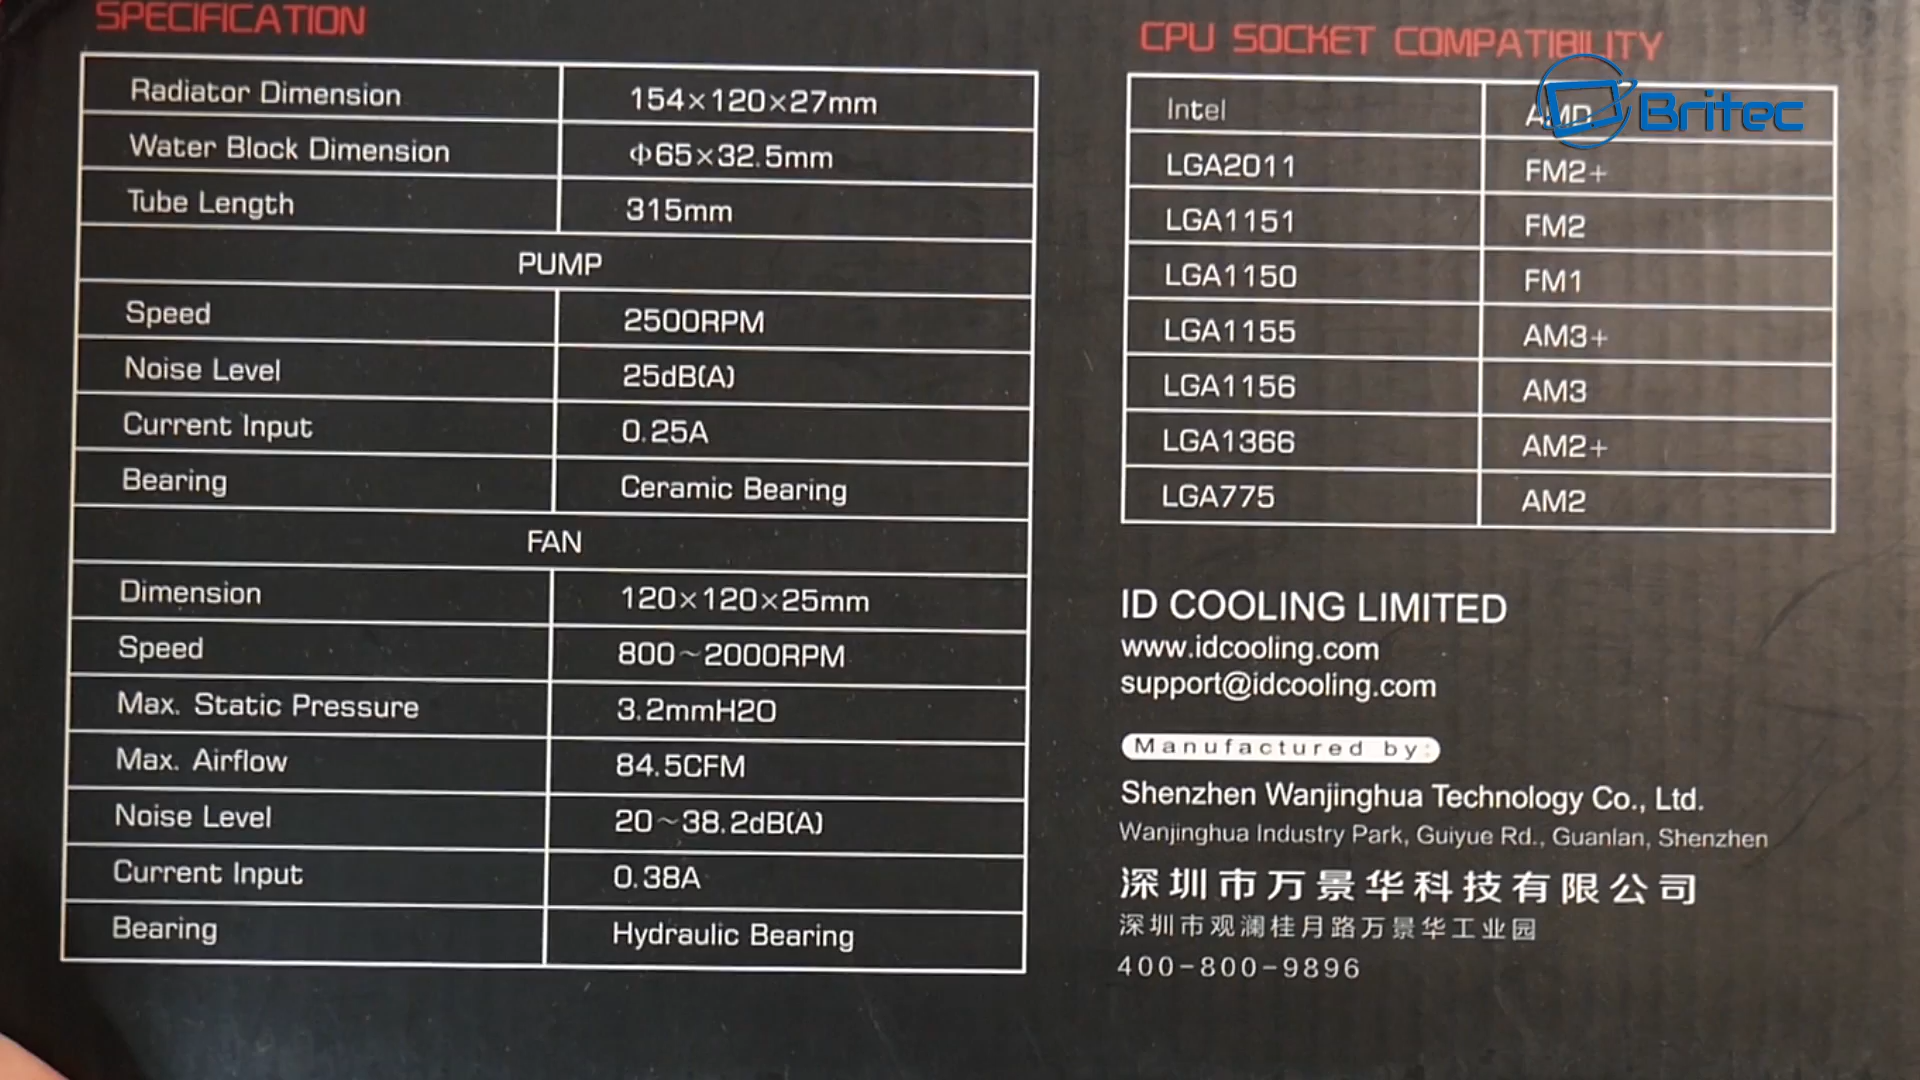 SPECIFICATION
Radiator Dimension 154×120×27mm
Water Block Dimension Φ65×32.5mm
Tube Length 315mm
PUMP
Speed 2500RPM
Noise Level 25dB(A)
Current Input 0.25A
Bearing Ceramic Bearing
FAN
Dimension 120×120×25mm
Speed 800~2000RPM
Max. Static Pressure 3.2mmH2O
Max. Airflow 84.5CFM
Noise Level 20~38.2dB(A)
Current Input 0.38A
Bearing Hydraulic Bearing
CPU SOCKET COMPATIBILITY
Britec
Intel AMD
LGA2011 FM2+
LGA1151 FM2
LGA1150 FM1
LGA1155 AM3+
LGA1156 AM3
LGA1366 AM2+
LGA775 AM2
ID COOLING LIMITED
www.idcooling.com
support@idcooling.com
Manufactured by:
Shenzhen Wanjinghua Technology Co., Ltd.
Wanjinghua Industry Park, Guiyue Rd., Guanlan, Shenzhen
深圳市万景华科技有限公司
深圳市观澜桂月路万景华工业园
400-800-9896